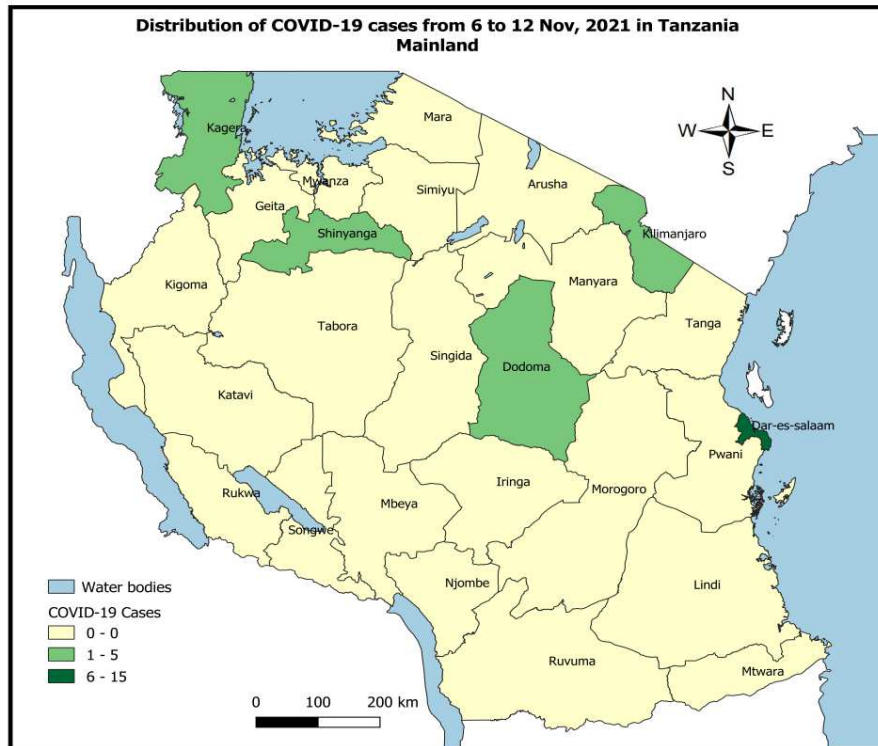 Distribution of COVID-19 cases from 6 to 12 Nov, 2021 in Tanzania
Mainland
N
W
E
S
Mara
Kagera
Mwanza
Simiyu
Arusha
Geita
Shinyanga
Kilimanjaro
Kigoma
Manyara
Tabora
Tanga
Singida
Dodoma
Katavi
Dar-es-salaam
Pwani
Iringa
Morogoro
Rukwa
Mbeya
Songwe
Njombe
Lindi
Ruvuma
Mtwara
Water bodies
COVID-19 Cases
0 - 0
1 - 5
6 - 15
0 100 200 km